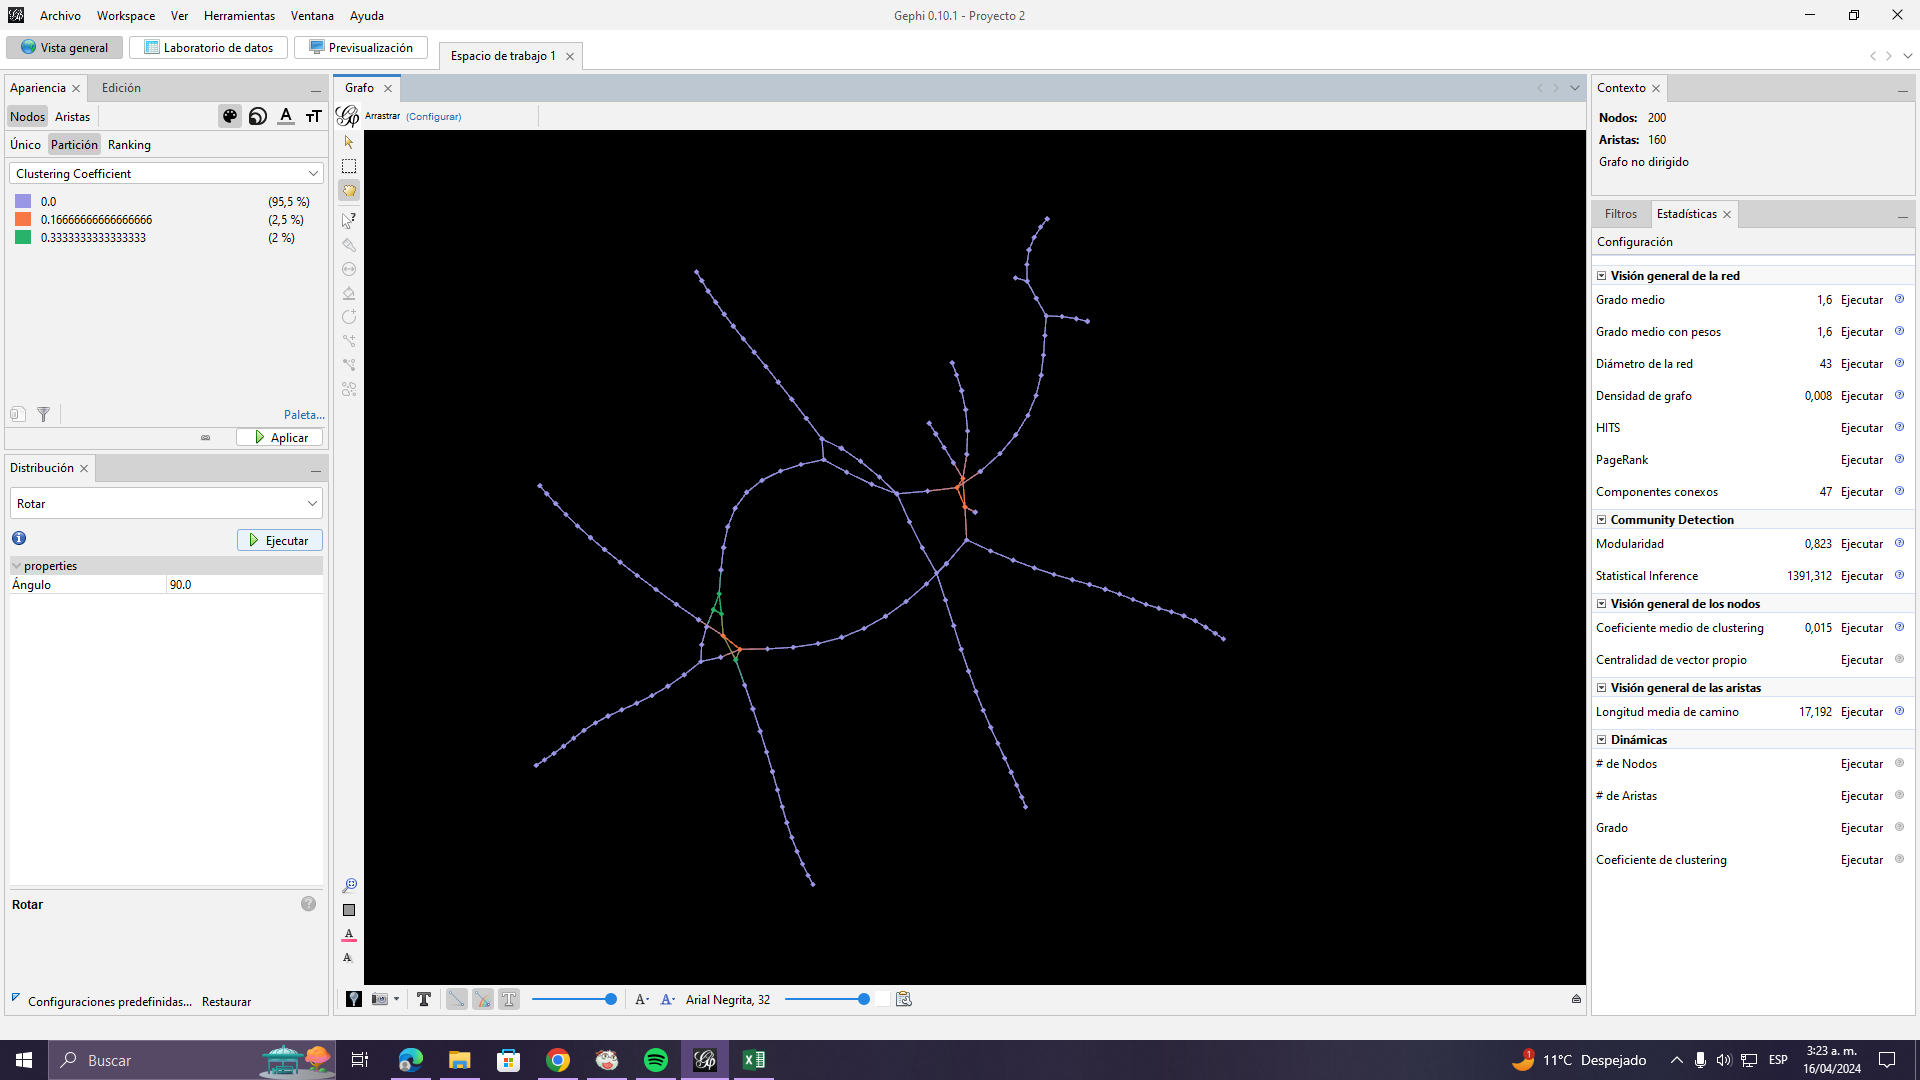 Archivo Workspace Ver Herramientas Ventana Ayuda
Gephi 0.10.1 - Proyecto 2
Vista general
Laboratorio de datos
Previsualización
Espacio de trabajo 1
Apariencia
Edición
Nodos Aristas
Único Partición Ranking
Clustering Coefficient
0.0 (95,5 %)
0.16666666666666666 (2,5 %)
0.3333333333333333 (2 %)
Paleta...
Aplicar
Distribución
Rotar
Ejecutar
properties
Ángulo 90.0
Rotar
Configuraciones predefinidas... Restaurar
Grafo
Arrastrar (Configurar)
Arial Negrita, 32
Contexto
Nodos: 200
Aristas: 160
Grafo no dirigido
Filtros
Estadísticas
Configuración
Visión general de la red
Grado medio 1,6 Ejecutar
Grado medio con pesos 1,6 Ejecutar
Diámetro de la red 43 Ejecutar
Densidad de grafo 0,008 Ejecutar
HITS Ejecutar
PageRank Ejecutar
Componentes conexos 47 Ejecutar
Community Detection
Modularidad 0,823 Ejecutar
Statistical Inference 1391,312 Ejecutar
Visión general de los nodos
Coeficiente medio de clustering 0,015 Ejecutar
Centralidad de vector propio Ejecutar
Visión general de las aristas
Longitud media de camino 17,192 Ejecutar
Dinámicas
# de Nodos Ejecutar
# de Aristas Ejecutar
Grado Ejecutar
Coeficiente de clustering Ejecutar
Buscar
1
11°C Despejado
ESP
3:23 a. m.
16/04/2024